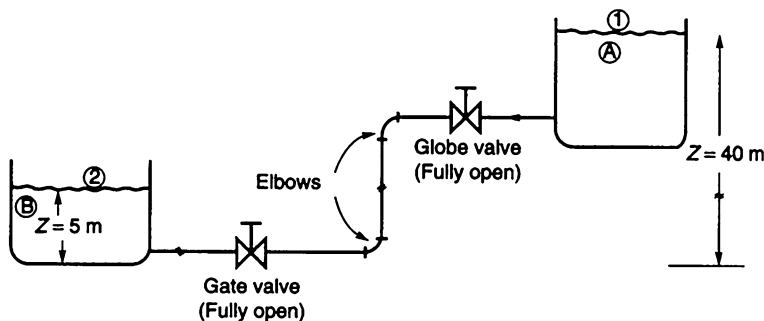 1
A
Globe valve
(Fully open)
Z = 40 m
Elbows
2
B
Z = 5 m
Gate valve
(Fully open)